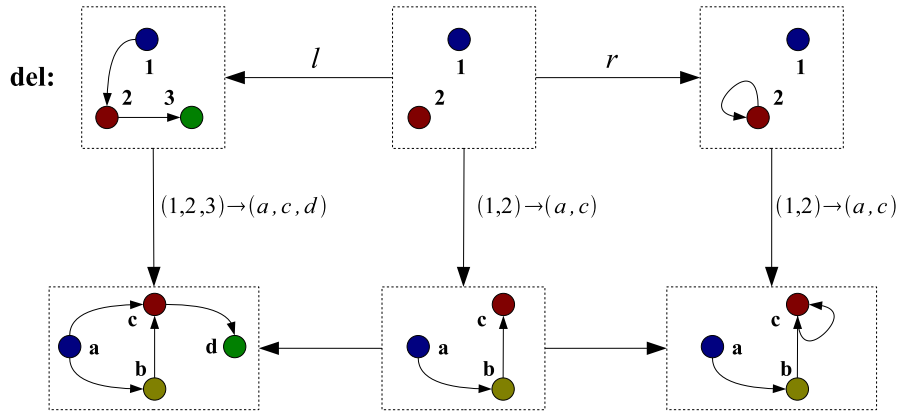 1
2 3
del:
l
1
2
r
1
2
(1,2,3)→(a,c,d)
(1,2)→(a,c)
(1,2)→(a,c)
c
a
d
b
c
a
b
c
a
b